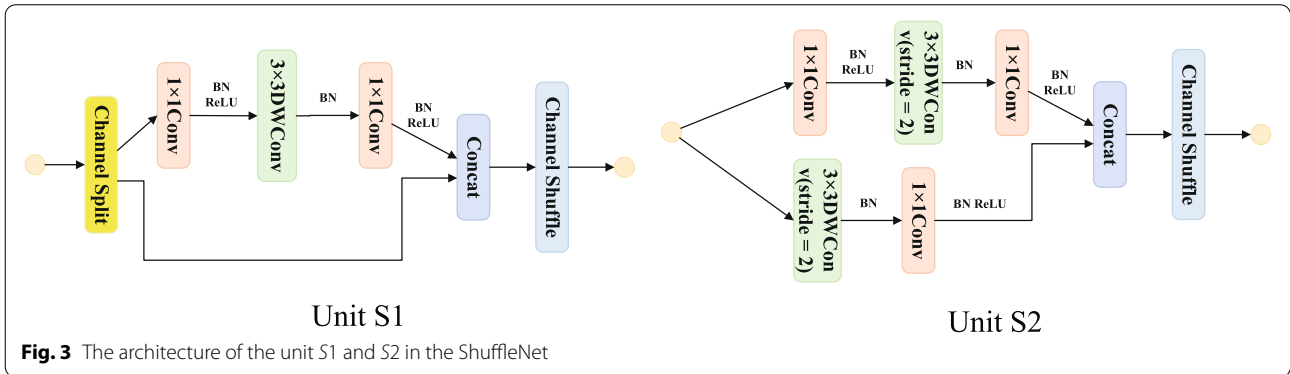 Channel Split
1×1Conv
BN
ReLU
3×3DWConv
BN
1×1Conv
BN
ReLU
Concat
Channel Shuffle
Unit S1
1×1Conv
BN
ReLU
3×3DWCon
v(stride = 2)
BN
1×1Conv
BN
ReLU
3×3DWCon
v(stride = 2)
BN
1×1Conv
BN ReLU
Concat
Channel Shuffle
Unit S2
Fig. 3 The architecture of the unit S1 and S2 in the ShuffleNet